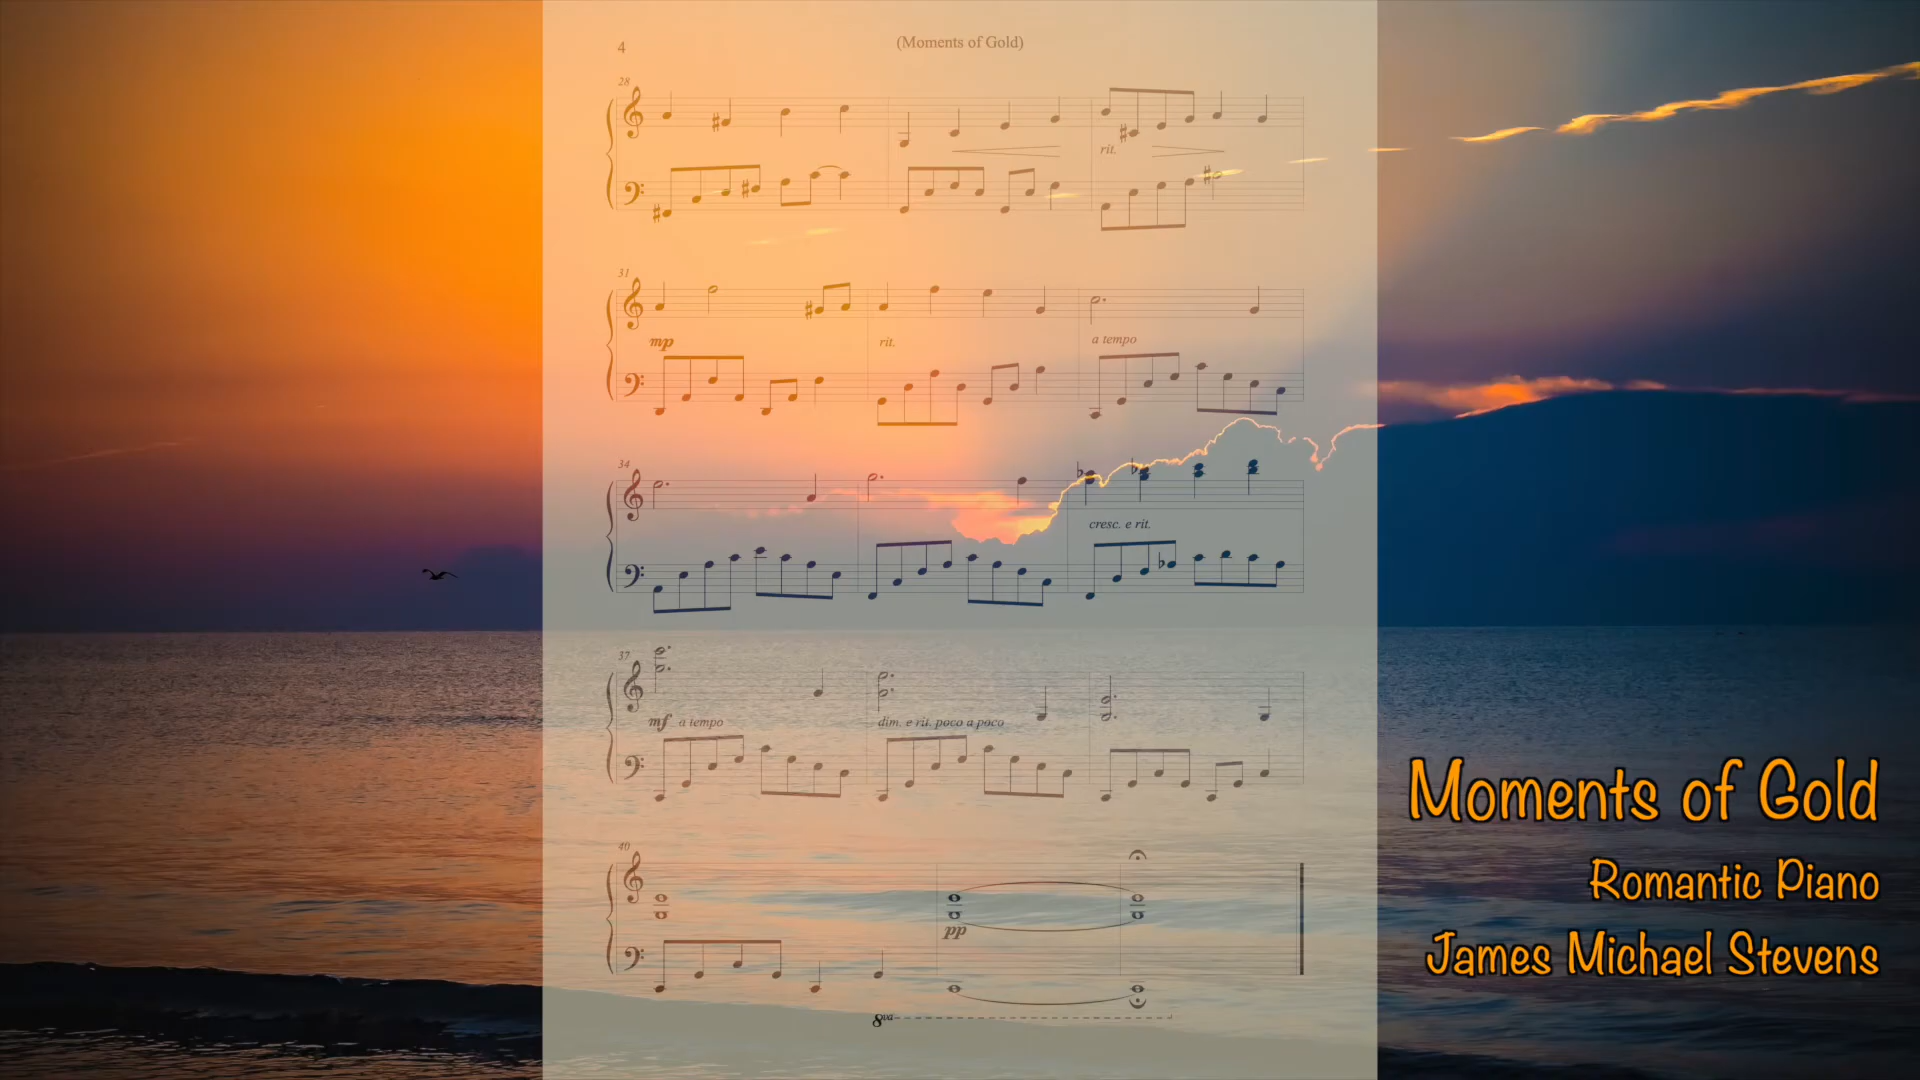 4
(Moments of Gold)
28
rit.
31
mp
rit.
a tempo
34
cresc. e rit.
37
mf a tempo
dim. e rit. poco a poco
40
pp
8va
Moments of Gold
Romantic Piano
James Michael Stevens